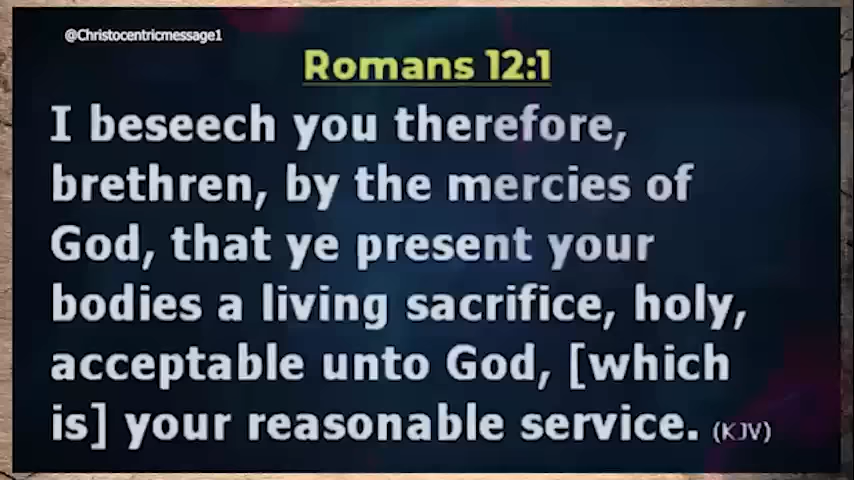 @Christocentricmessage1
Romans 12:1
I beseech you therefore,
brethren, by the mercies of
God, that ye present your
bodies a living sacrifice, holy,
acceptable unto God, [which
is] your reasonable service. (KJV)